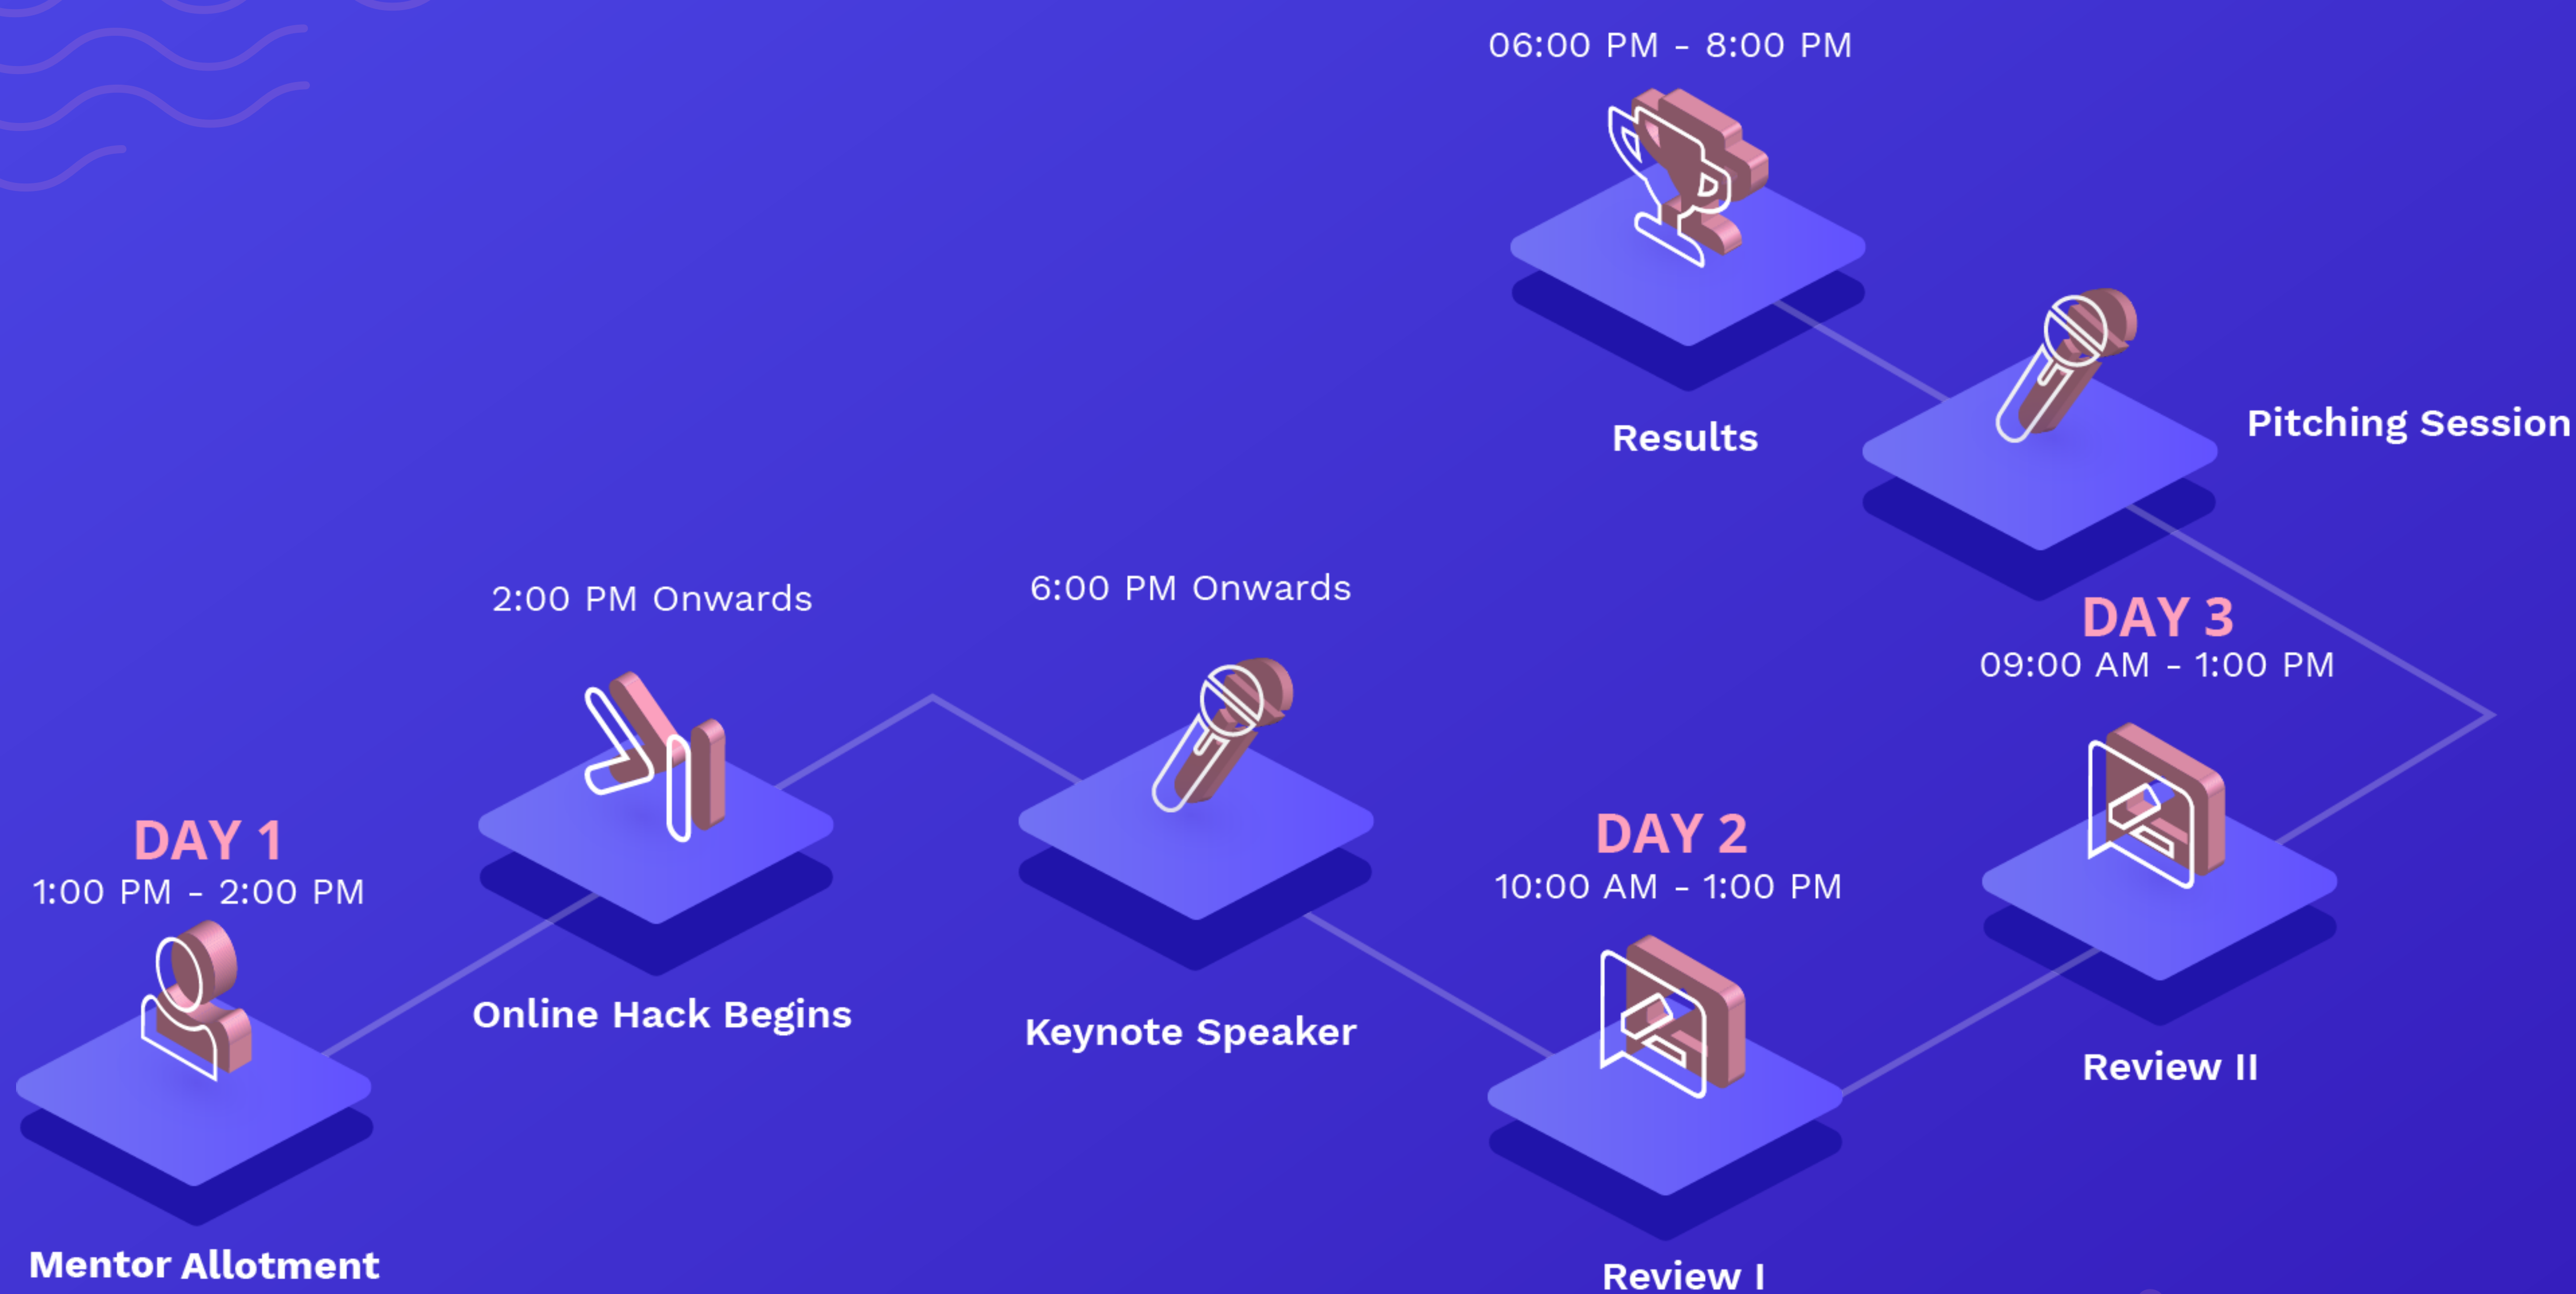 DAY 1
1:00 PM - 2:00 PM
Mentor Allotment
2:00 PM Onwards
Online Hack Begins
6:00 PM Onwards
Keynote Speaker
DAY 2
10:00 AM - 1:00 PM
Review I
DAY 3
09:00 AM - 1:00 PM
Review II
Pitching Session
06:00 PM - 8:00 PM
Results